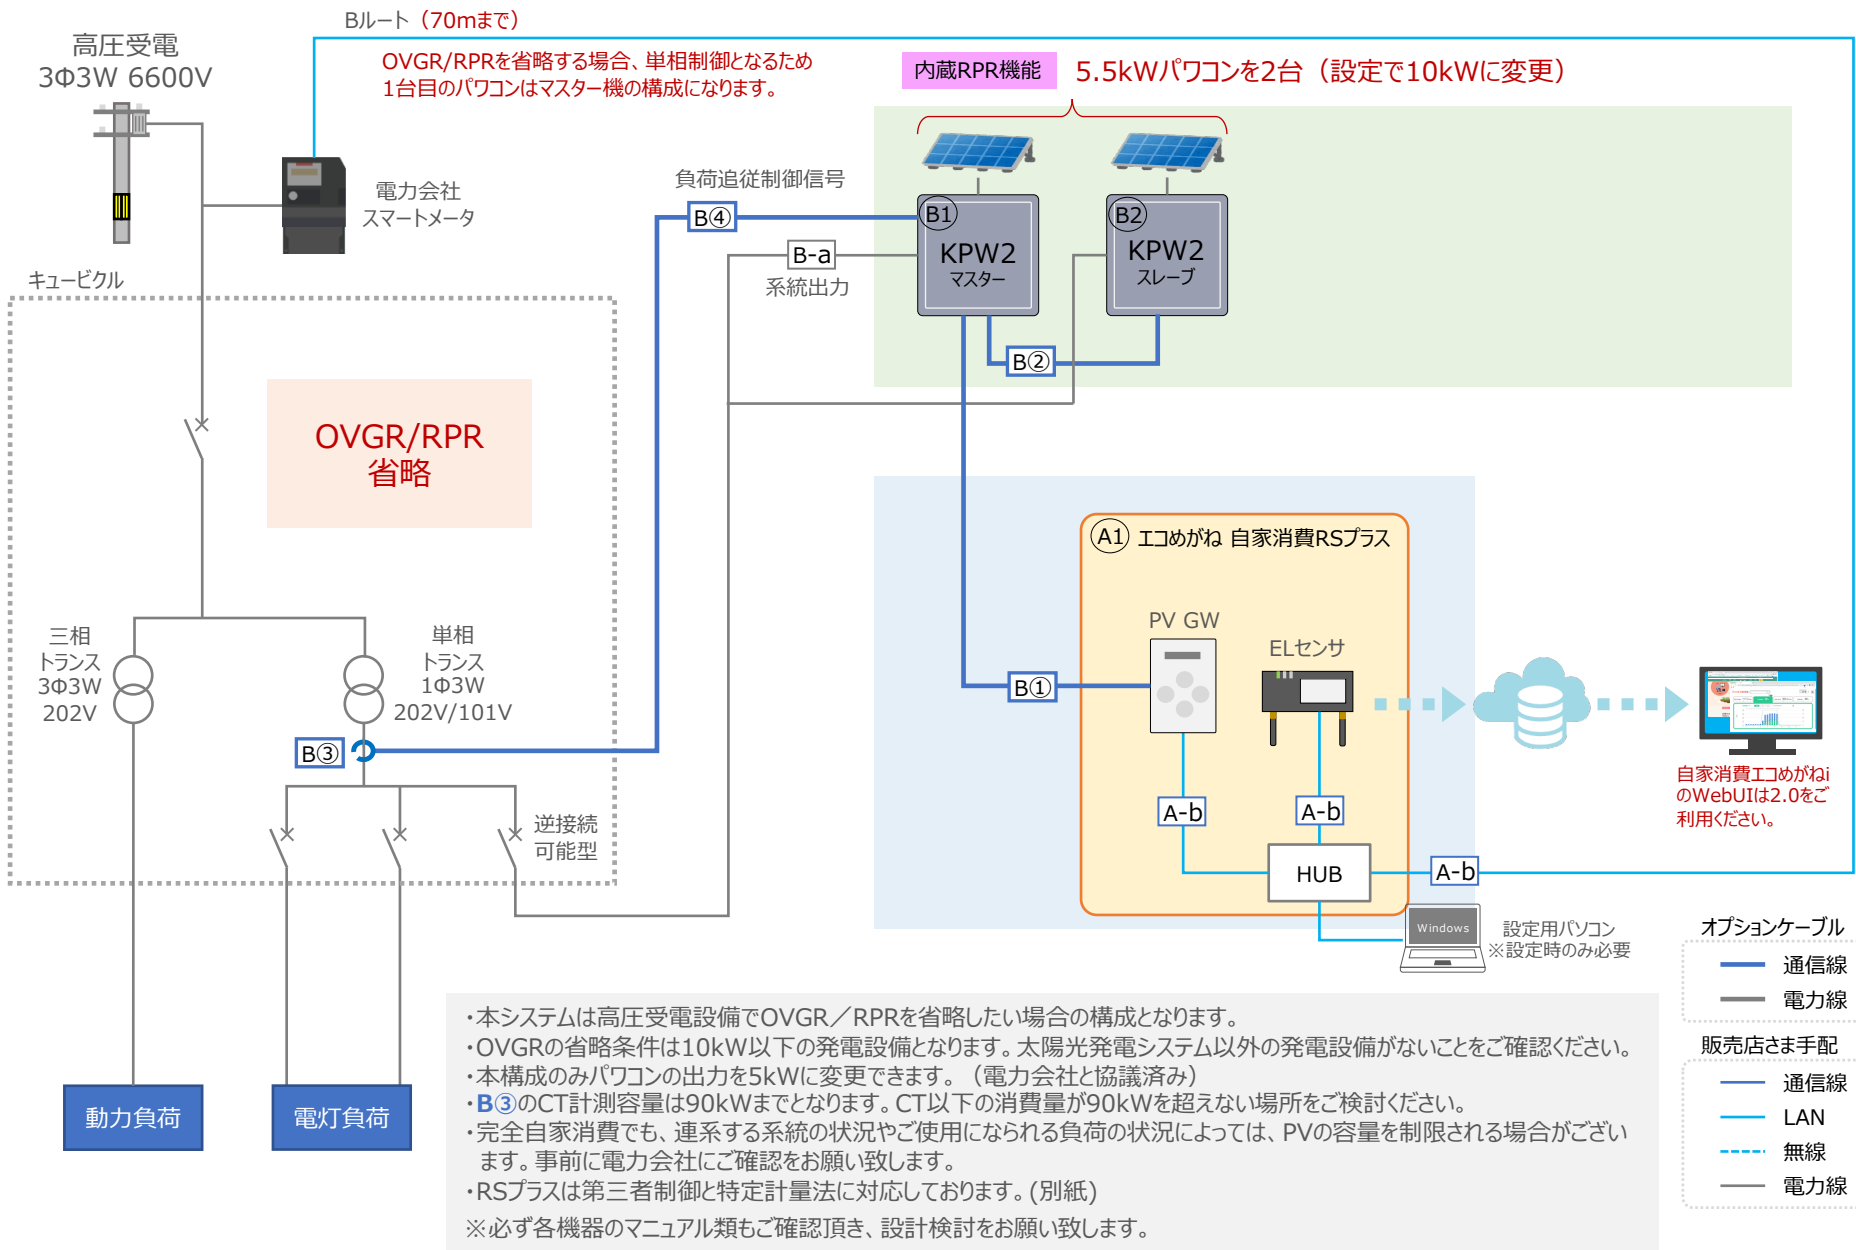 Bルート（70mまで）
高圧受電
3Φ3W 6600V
OVGR/RPRを省略する場合、単相制御となるため
1台目のパワコンはマスター機の構成になります。
内蔵RPR機能
5.5kWパワコンを2台（設定で10kWに変更）
電力会社
スマートメータ
負荷追従制御信号
B④
B-a
系統出力
B1
KPW2
マスター
B2
KPW2
スレーブ
B②
キュービクル
OVGR/RPR
省略
A1 エコめがね 自家消費RSプラス
PV GW
ELセンサ
B①
三相
トランス
3Φ3W
202V
単相
トランス
1Φ3W
202V/101V
B③
逆接続
可能型
A-b
A-b
HUB
A-b
自家消費エコめがねi
のWebUIは2.0をご
利用ください。
Windows
設定用パソコン
※設定時のみ必要
動力負荷
電灯負荷
オプションケーブル
通信線
電力線
販売店さま手配
通信線
LAN
無線
電力線
・本システムは高圧受電設備でOVGR／RPRを省略したい場合の構成となります。
・OVGRの省略条件は10kW以下の発電設備となります。太陽光発電システム以外の発電設備がないことをご確認ください。
・本構成のみパワコンの出力を5kWに変更できます。（電力会社と協議済み）
・B③のCT計測容量は90kWまでとなります。CT以下の消費量が90kWを超えない場所をご検討ください。
・完全自家消費でも、連系する系統の状況やご使用になられる負荷の状況によっては、PVの容量を制限される場合がござい
ます。事前に電力会社にご確認をお願い致します。
・RSプラスは第三者制御と特定計量法に対応しております。(別紙)
※必ず各機器のマニュアル類もご確認頂き、設計検討をお願い致します。